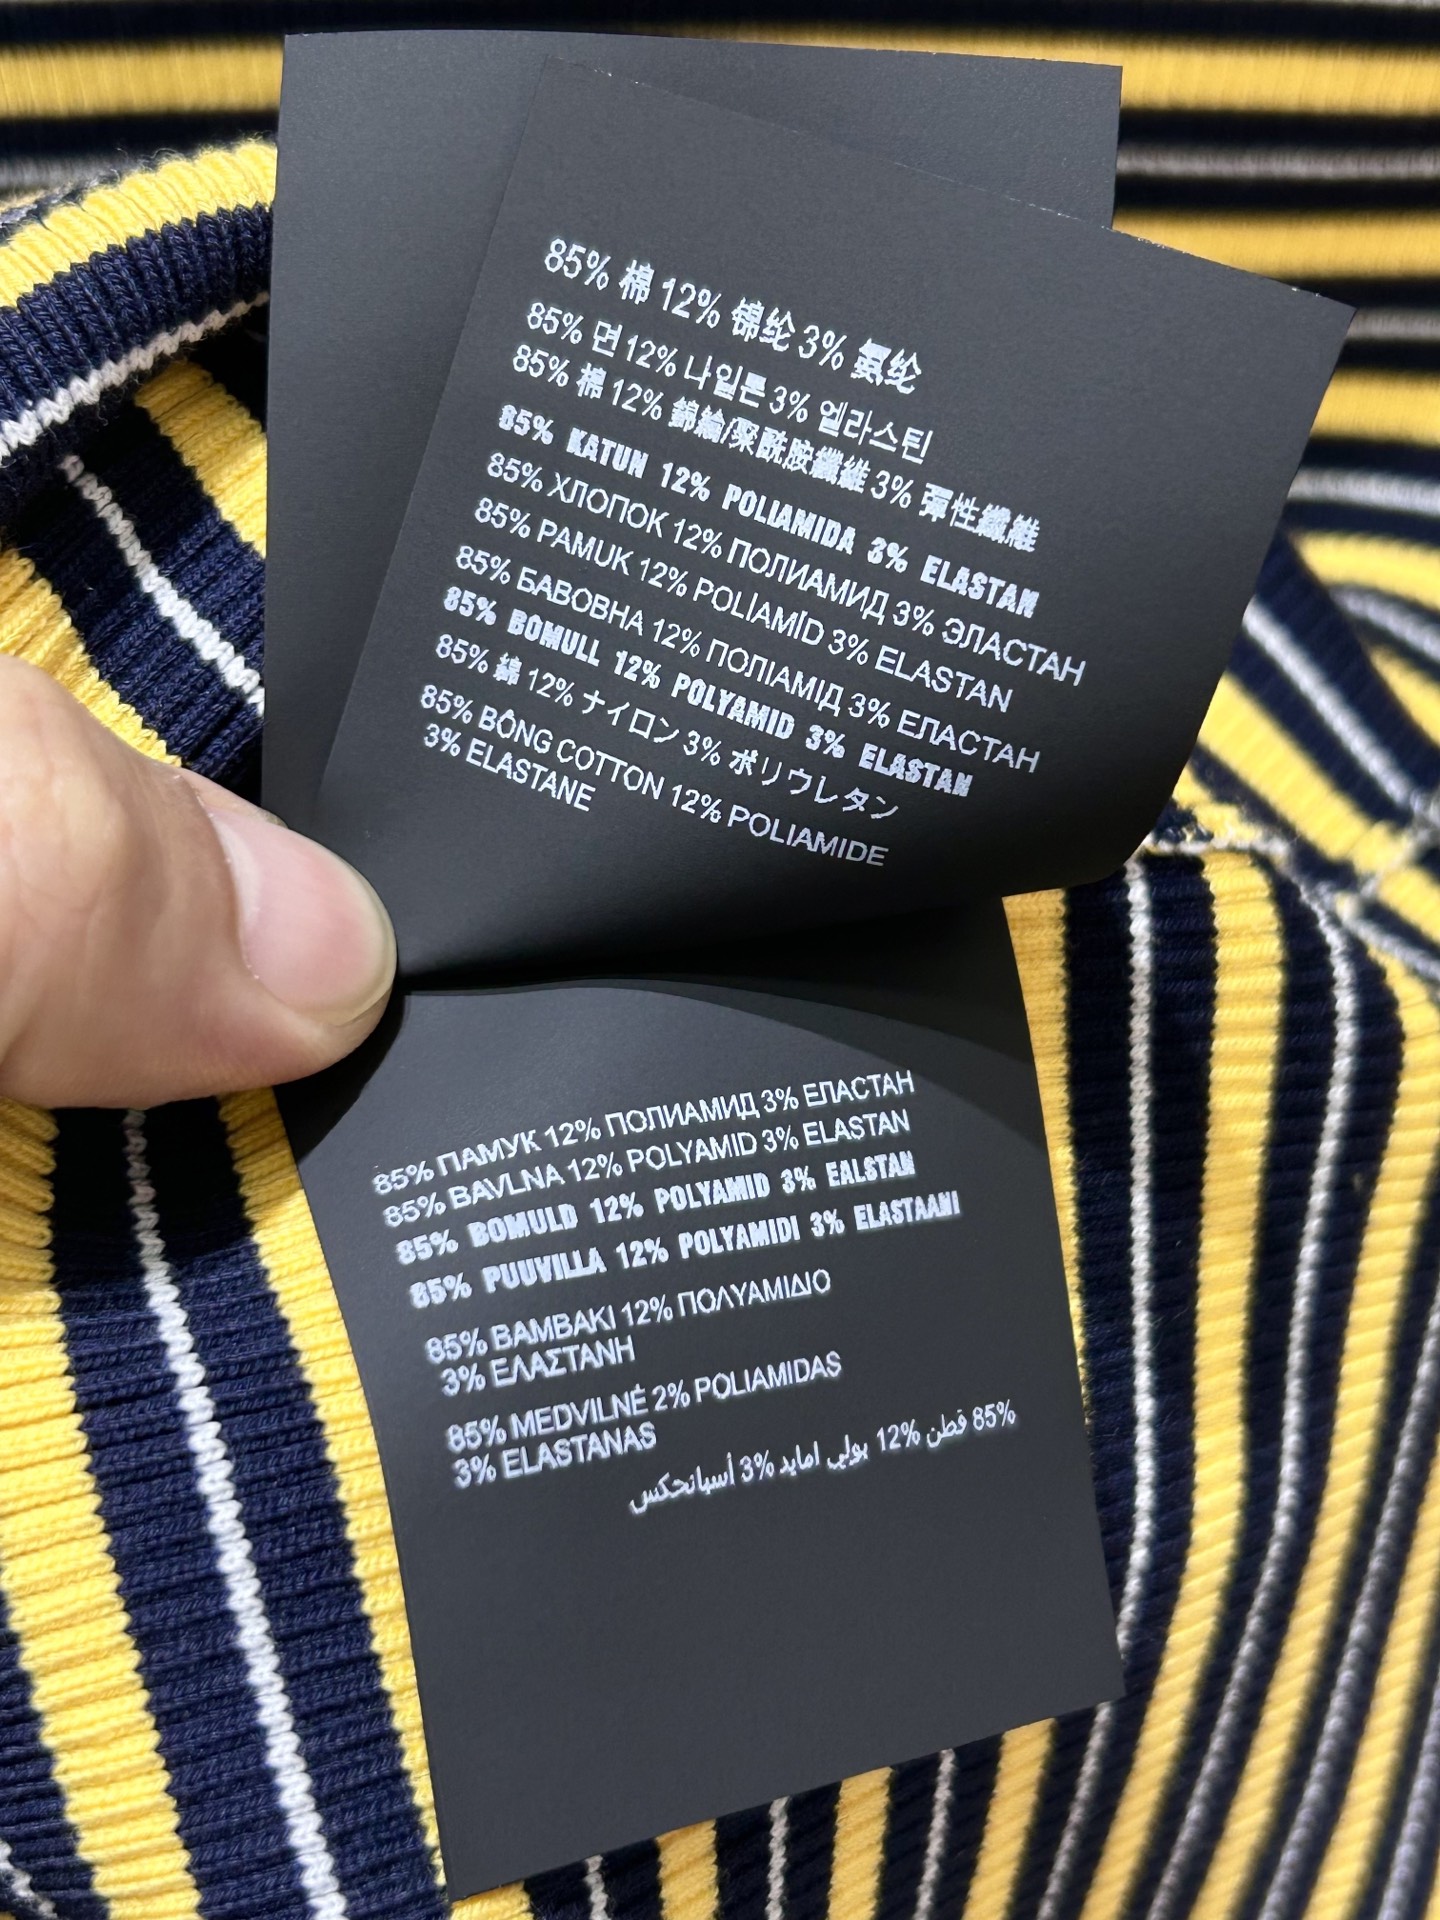 85% 棉 12% 锦纶 3% 氨纶
85% 면 12% 나일론 3% 엘라스틴
85% 棉 12% 錦綸/聚酰胺纖維 3% 彈性纖維
85% KATUN 12% POLIAMIDA 3% ELASTAN
85% ХЛОПОК 12% ПОЛИАМИД 3% ЭЛАСТАН
85% PAMUK 12% POLİAMİD 3% ELASTAN
85% БАВОВНА 12% ПОЛІАМІД 3% ЕЛАСТАН
85% BOMULL 12% POLYAMID 3% ELASTAN
85% 綿 12% ナイロン 3% ポリウレタン
85% BÔNG COTTON 12% POLIAMIDE
3% ELASTANE
85% ПАМУК 12% ПОЛИАМИД 3% ЕЛАСТАН
85% BAVLNA 12% POLYAMID 3% ELASTAN
85% BOMULD 12% POLYAMID 3% EALSTAN
85% PUUVILLA 12% POLYAMIDI 3% ELASTAANI
85% ΒΑΜΒΑΚΙ 12% ΠΟΛΥΑΜΙΔΙΟ
3% ΕΛΑΣΤΑΝΗ
85% MEDVILNĖ 2% POLIAMIDAS
3% ELASTANAS
85% قطن 12% بولي امايد 3% أسبانحكس